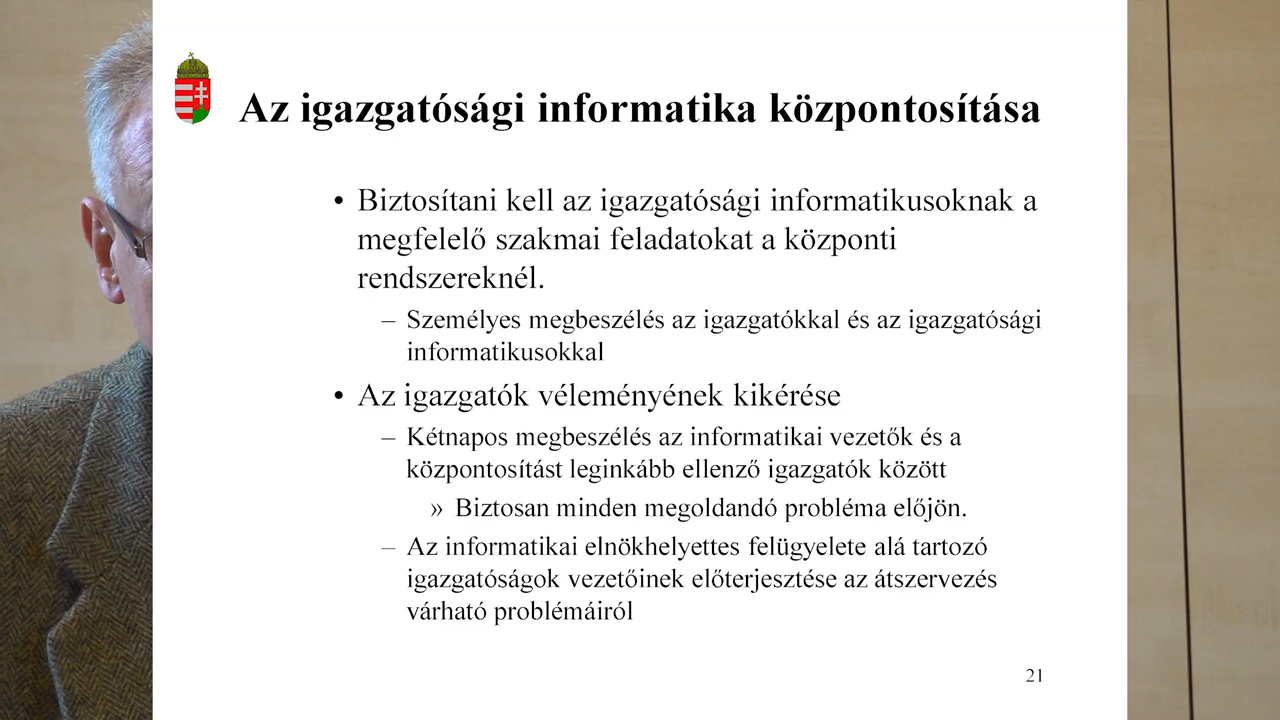 Az igazgatósági informatika központosítása
• Biztosítani kell az igazgatósági informatikusoknak a
megfelelő szakmai feladatokat a központi
rendszereknél.
– Személyes megbeszélés az igazgatókkal és az igazgatósági
informatikusokkal
• Az igazgatók véleményének kikérése
– Kétnapos megbeszélés az informatikai vezetők és a
központosítást leginkább ellenző igazgatók között
» Biztosan minden megoldandó probléma előjön.
– Az informatikai elnökhelyettes felügyelete alá tartozó
igazgatóságok vezetőinek előterjesztése az átszervezés
várható problémáiról
21